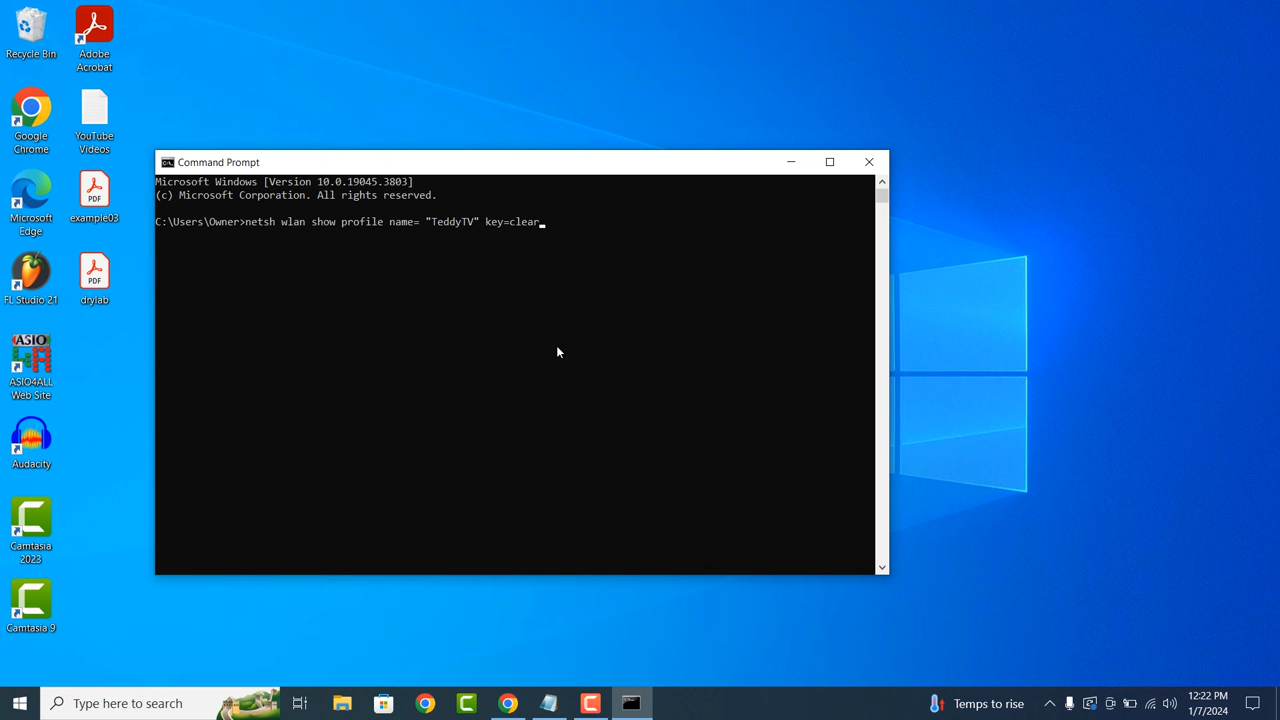 Recycle Bin
Adobe
Acrobat
Google
Chrome
YouTube
Videos
Microsoft
Edge
PDF
example03
FL Studio 21
PDF
drylab
ASIO
ASIO4ALL
Web Site
Audacity
Camtasia
2023
Camtasia 9
Command Prompt
Microsoft Windows [Version 10.0.19045.3803]
(c) Microsoft Corporation. All rights reserved.
C:\Users\Owner>netsh wlan show profile name= "TeddyTV" key=clear
Type here to search
Temps to rise
12:22 PM
1/7/2024